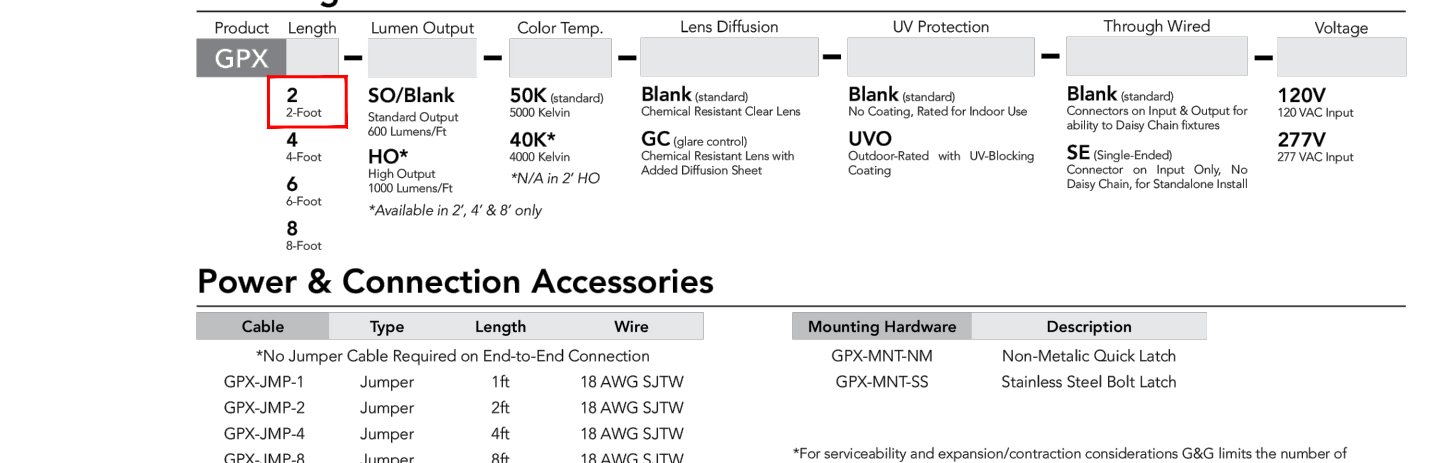 Product Length Lumen Output Color Temp. Lens Diffusion UV Protection Through Wired Voltage
GPX – – – – – –
2
2-Foot
4
4-Foot
6
6-Foot
8
8-Foot
SO/Blank
Standard Output
600 Lumens/Ft
HO*
High Output
1000 Lumens/Ft
*Available in 2’, 4’ & 8’ only
50K (standard)
5000 Kelvin
40K*
4000 Kelvin
*N/A in 2’ HO
Blank (standard)
Chemical Resistant Clear Lens
GC (glare control)
Chemical Resistant Lens with
Added Diffusion Sheet
Blank (standard)
No Coating, Rated for Indoor Use
UVO
Outdoor-Rated with UV-Blocking
Coating
Blank (standard)
Connectors on Input & Output for
ability to Daisy Chain fixtures
SE (Single-Ended)
Connector on Input Only, No
Daisy Chain, for Standalone Install
120V
120 VAC Input
277V
277 VAC Input
Power & Connection Accessories
Cable Type Length Wire
*No Jumper Cable Required on End-to-End Connection
GPX-JMP-1 Jumper 1ft 18 AWG SJTW
GPX-JMP-2 Jumper 2ft 18 AWG SJTW
GPX-JMP-4 Jumper 4ft 18 AWG SJTW
GPX-JMP-8 Jumper 8ft 18 AWG SJTW
Mounting Hardware Description
GPX-MNT-NM Non-Metalic Quick Latch
GPX-MNT-SS Stainless Steel Bolt Latch
*For serviceability and expansion/contraction considerations G&G limits the number of